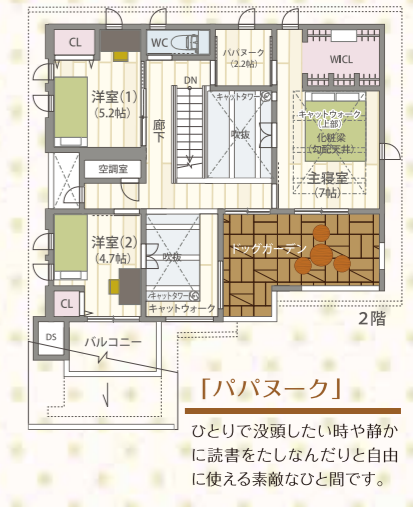 CL
WC
パパヌーク
(2.2帖)
WICL
洋室(1)
(5.2帖)
DN
キャットタワー
吹抜
廊下
キャットウォーク
(上部)
化粧梁
(勾配天井)
主寝室
(7帖)
空調室
洋室(2)
(4.7帖)
吹抜
ドッグガーデン
キャットタワー
キャットウォーク
CL
DS
バルコニー
2階
「パパヌーク」
ひとりで没頭したい時や静か
に読書をたしなんだりと自由
に使える素敵なひと間です。